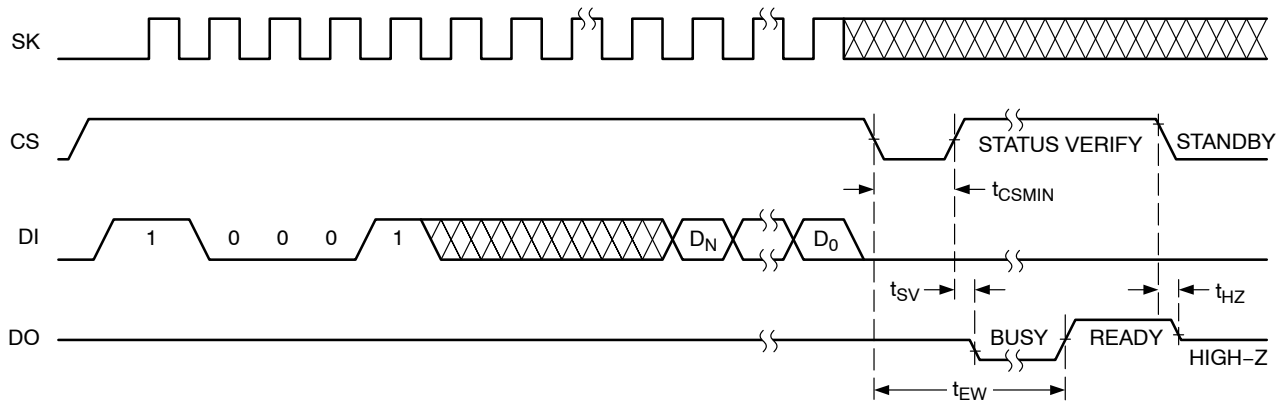 SK
CS
STATUS VERIFY
STANDBY
tCSMIN
DI
1
0
0
0
1
DN
D0
tSV
tHZ
DO
BUSY
READY
HIGH−Z
tEW